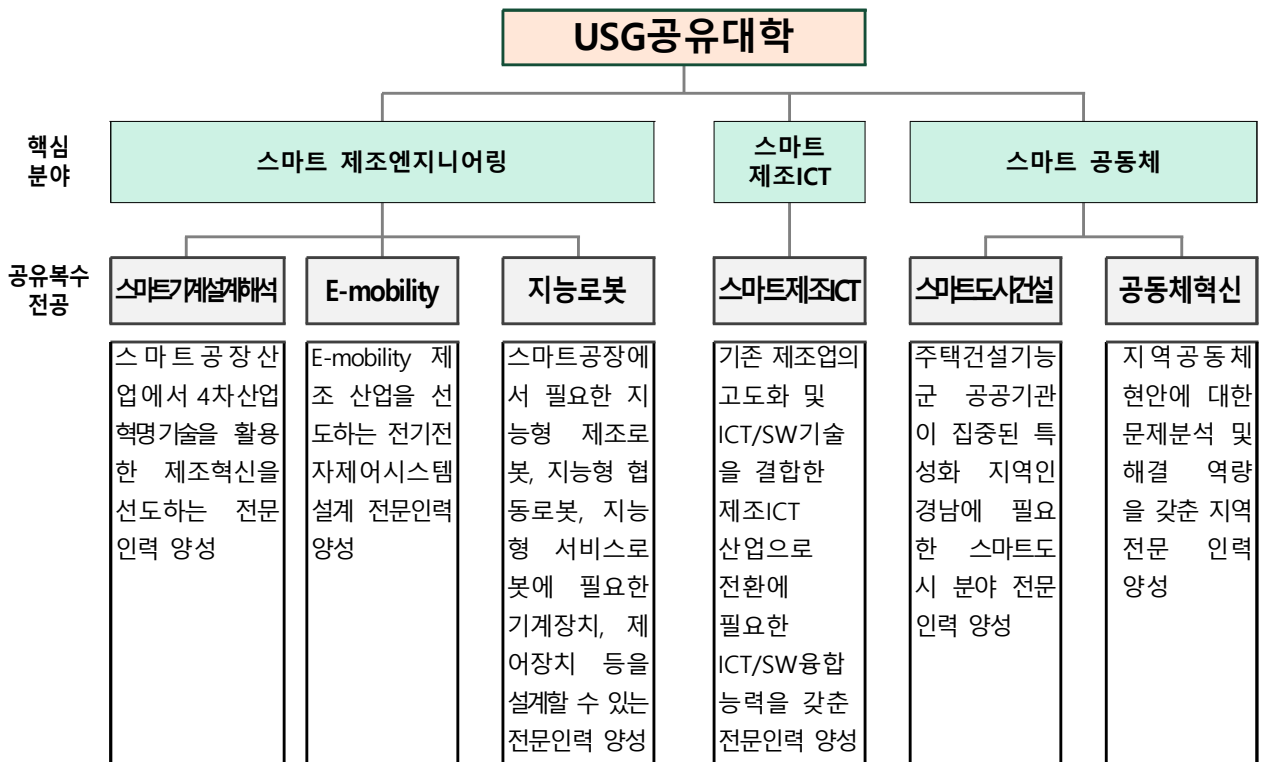 USG공유대학
핵심
분야
스마트 제조엔지니어링
스마트
제조ICT
스마트 공동체
공유복수
전공
스마트기계설계해석
E-mobility
지능로봇
스마트제조ICT
스마트도시건설
공동체혁신
스마트공장산
업에서 4차산업
혁명기술을 활용
한 제조혁신을
선도하는 전문
인력 양성
E-mobility 제
조 산업을 선
도하는 전기전
자제어시스템
설계 전문인력
양성
스마트공장에
서 필요한 지
능형 제조로
봇, 지능형 협
동로봇, 지능
형 서비스로
봇에 필요한
기계장치, 제
어장치 등을
설계할 수 있는
전문인력 양성
기존 제조업의
고도화 및
ICT/SW기술
을 결합한
제조ICT
산업으로
전환에
필요한
ICT/SW융합
능력을 갖춘
전문인력 양성
주택건설기능
군 공공기관
이 집중된 특
성화 지역인
경남에 필요
한 스마트도
시 분야 전문
인력 양성
지역공동체
현안에 대한
문제분석 및
해결 역량
을 갖춘 지역
전문 인력
양성